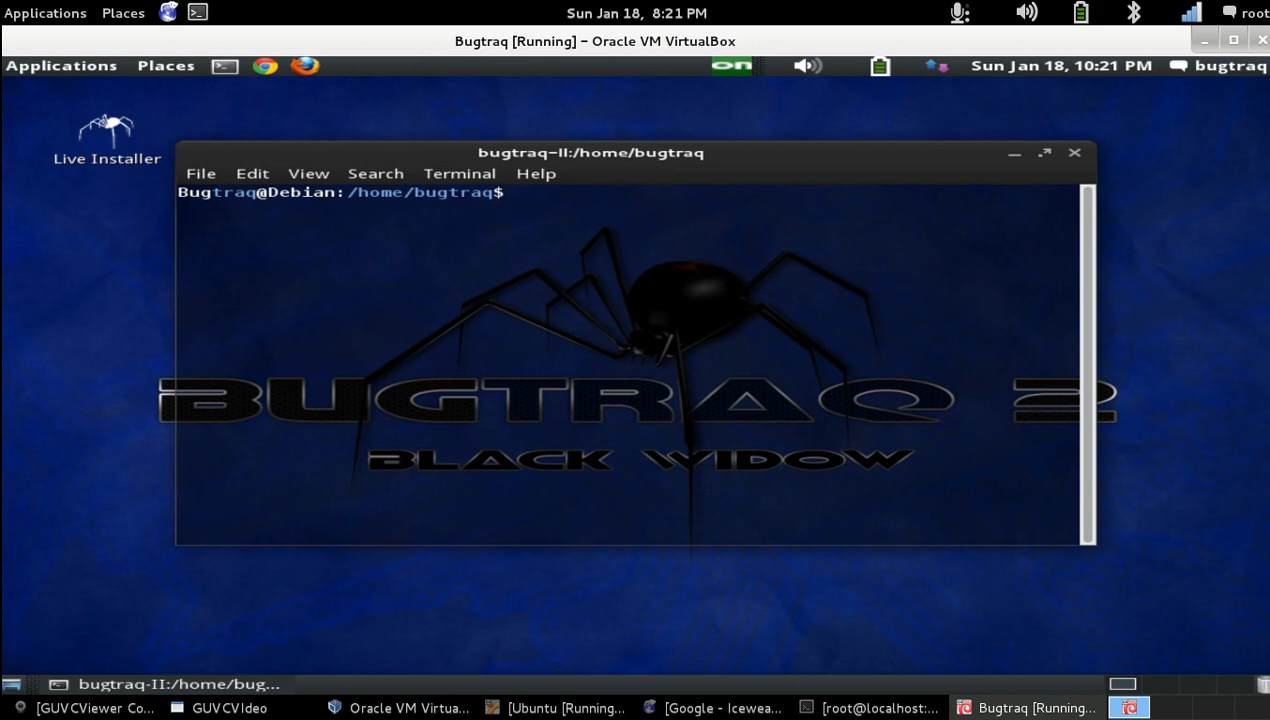 Applications Places Sun Jan 18, 8:21 PM root
Bugtraq [Running] - Oracle VM VirtualBox
Applications Places on Sun Jan 18, 10:21 PM bugtraq
Live Installer
bugtraq-II:/home/bugtraq
File Edit View Search Terminal Help
Bugtraq@Debian:/home/bugtraq$
BUGTRAQ 2
BLACK WIDOW
bugtraq-II:/home/bug...
[GUVCViewer Co... GUVCVIdeo Oracle VM Virtual... [Ubuntu [Running... [Google - Icewea... [root@localhost:... Bugtraq [Running...